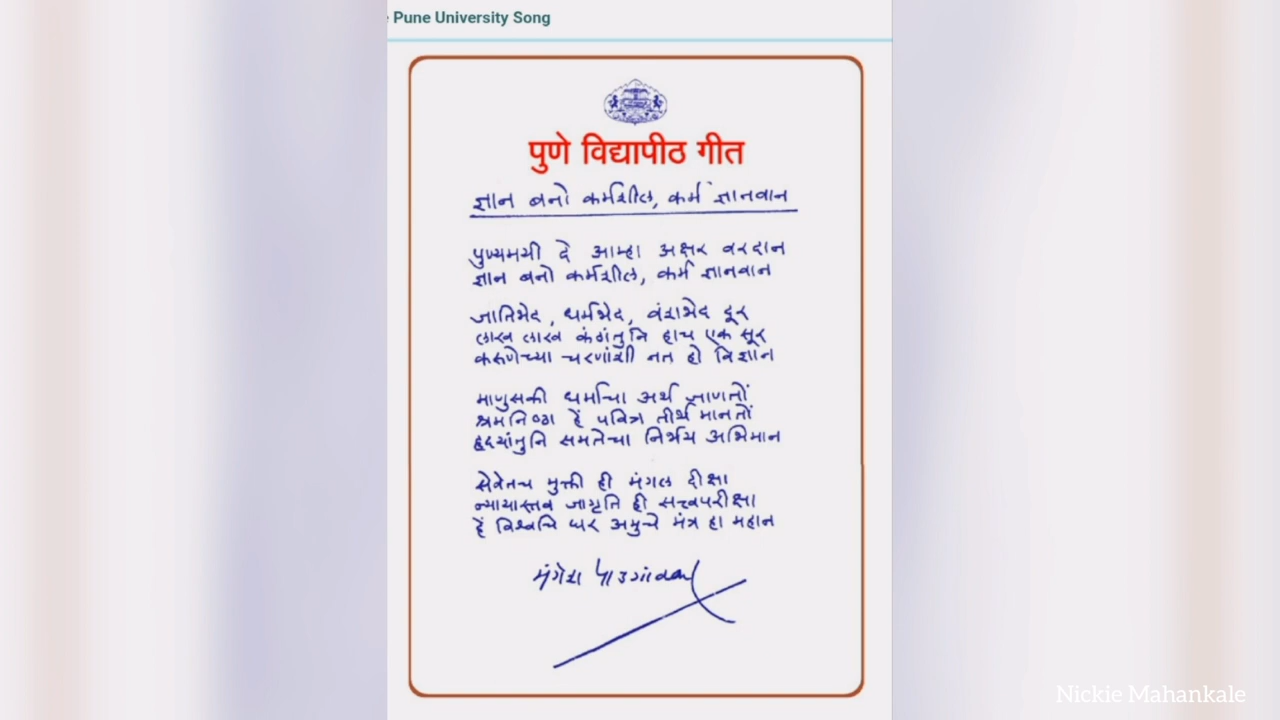 Pune University Song
पुणे विद्यापीठ गीत
ज्ञान बनो कर्मशील, कर्म ज्ञानवान
पुण्यमयी दे आम्हा अक्षर वरदान
ज्ञान बनो कर्मशील, कर्म ज्ञानवान
जातिभेद, धर्मभेद, वंशभेद दूर
लाख लाख कंठांतुनि हाच एक सूर
करुणेच्या चरणांशी नत हो विज्ञान
माणुसकी धर्माचा अर्थ जाणतों
श्रमनिष्ठा हें पवित्र तीर्थ मानतों
हृदयांतुनि समतेचा निर्भय अभिमान
सेवेतच मुक्ती ही मंगल दीक्षा
न्यायास्तव जागृति ही सत्त्वपरीक्षा
हें विश्वचि घर अमुचे मंत्र हा महान
मंगेश पाडगांवकर
Nickie Mahankale